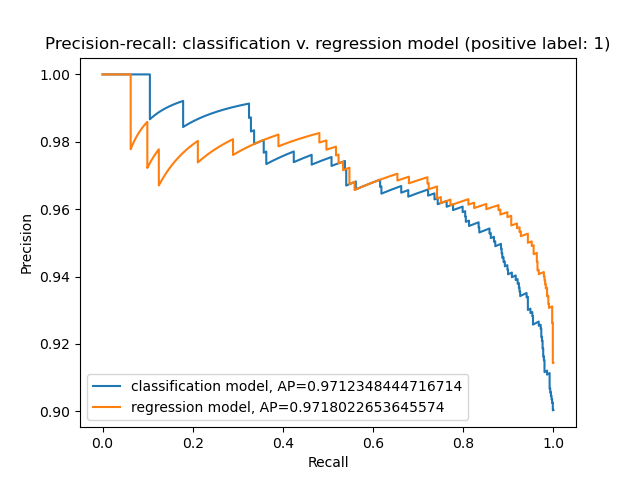 Precision-recall: classification v. regression model (positive label: 1)
1.00
0.98
0.96
0.94
0.92
0.90
Precision
classification model, AP=0.9712348444716714
regression model, AP=0.9718022653645574
0.0 0.2 0.4 0.6 0.8 1.0
Recall